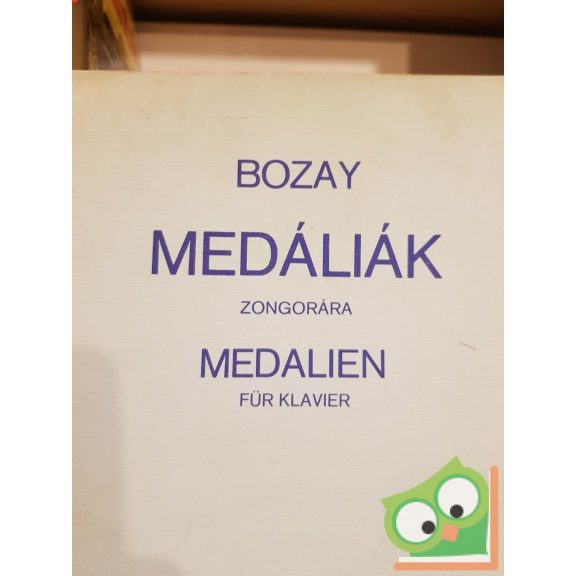 BOZAY
MEDÁLIÁK
ZONGORÁRA
MEDALIEN
FÜR KLAVIER